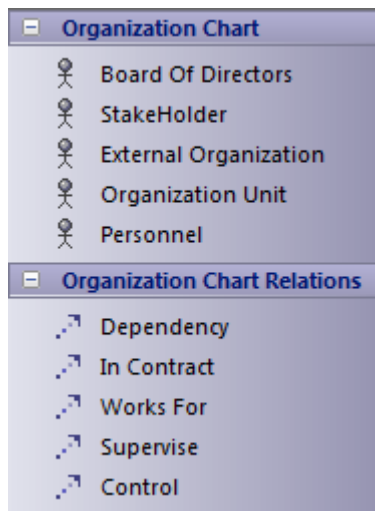 Organization Chart
Board Of Directors
StakeHolder
External Organization
Organization Unit
Personnel
Organization Chart Relations
Dependency
In Contract
Works For
Supervise
Control